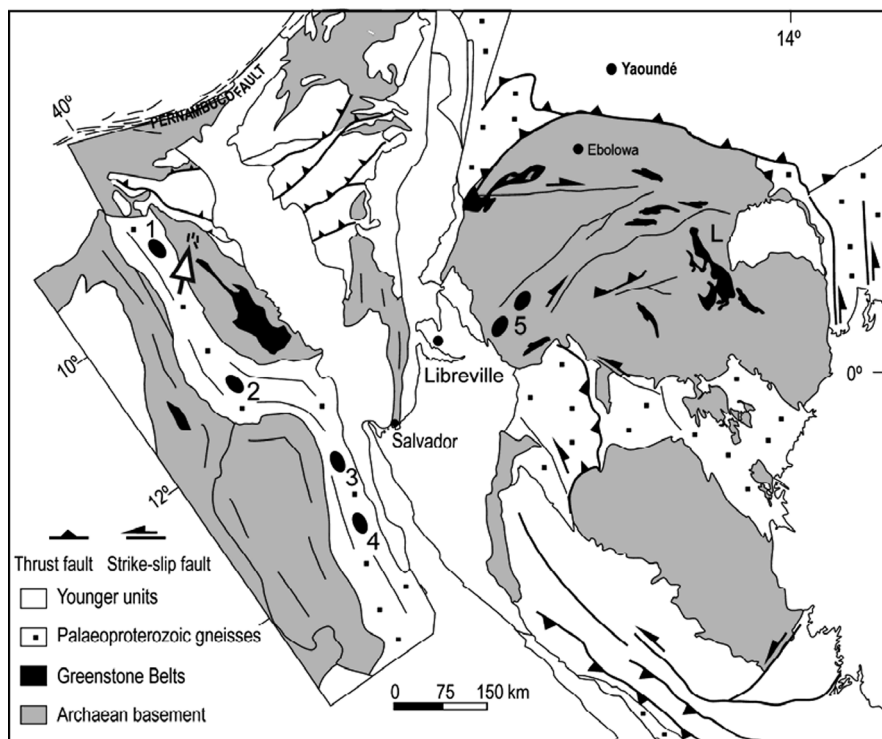 14º
Yaoundé
40º
PERNAMBUCO FAULT
Ebolowa
1
L
5
10º
Libreville
0º
2
Salvador
3
12º
4
Thrust fault Strike-slip fault
Younger units
Palaeoproterozoic gneisses
Greenstone Belts
Archaean basement
0 75 150 km